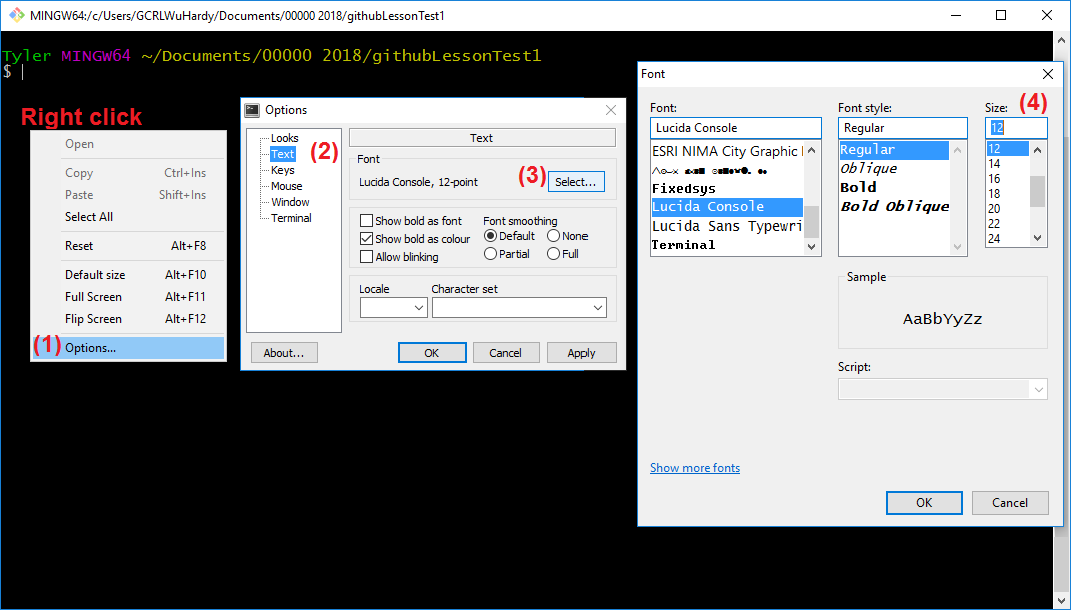 MINGW64:/c/Users/GCRLWuHardy/Documents/00000 2018/githubLessonTest1
Tyler MINGW64 ~/Documents/00000 2018/githubLessonTest1
$
Right click
Open
Copy Ctrl+Ins
Paste Shift+Ins
Select All
Reset Alt+F8
Default size Alt+F10
Full Screen Alt+F11
Flip Screen Alt+F12
(1) Options...
Options
Looks
Text (2)
Keys
Mouse
Window
Terminal
Text
Font
Lucida Console, 12-point (3) Select...
Show bold as font
Show bold as colour
Allow blinking
Font smoothing
Default None
Partial Full
Locale Character set
About... OK Cancel Apply
Font
Font: Font style: Size: (4)
Lucida Console Regular 12
ESRI NIMA City Graphic
Fixedsys
Lucida Console
Lucida Sans Typewri
Terminal
Regular
Oblique
Bold
Bold Oblique
12
14
16
18
20
22
24
Sample
AaBbYyZz
Script:
Show more fonts
OK Cancel